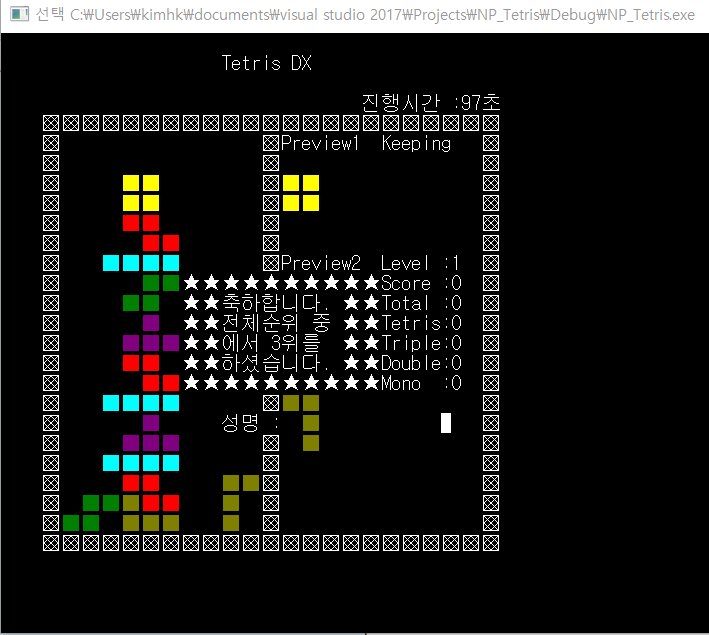 선택 C:₩Users₩kimhk₩documents₩visual studio 2017₩Projects₩NP_Tetris₩Debug₩NP_Tetris.exe
Tetris DX
진행시간 :97초
Preview1 Keeping
Preview2 Level :1
★★★★★★★★★★Score :0
★★축하합니다. ★★Total :0
★★전체순위 중 ★★Tetris:0
★★에서 3위를 ★★Triple:0
★★하셨습니다. ★★Double:0
★★★★★★★★★★Mono :0
성명 :